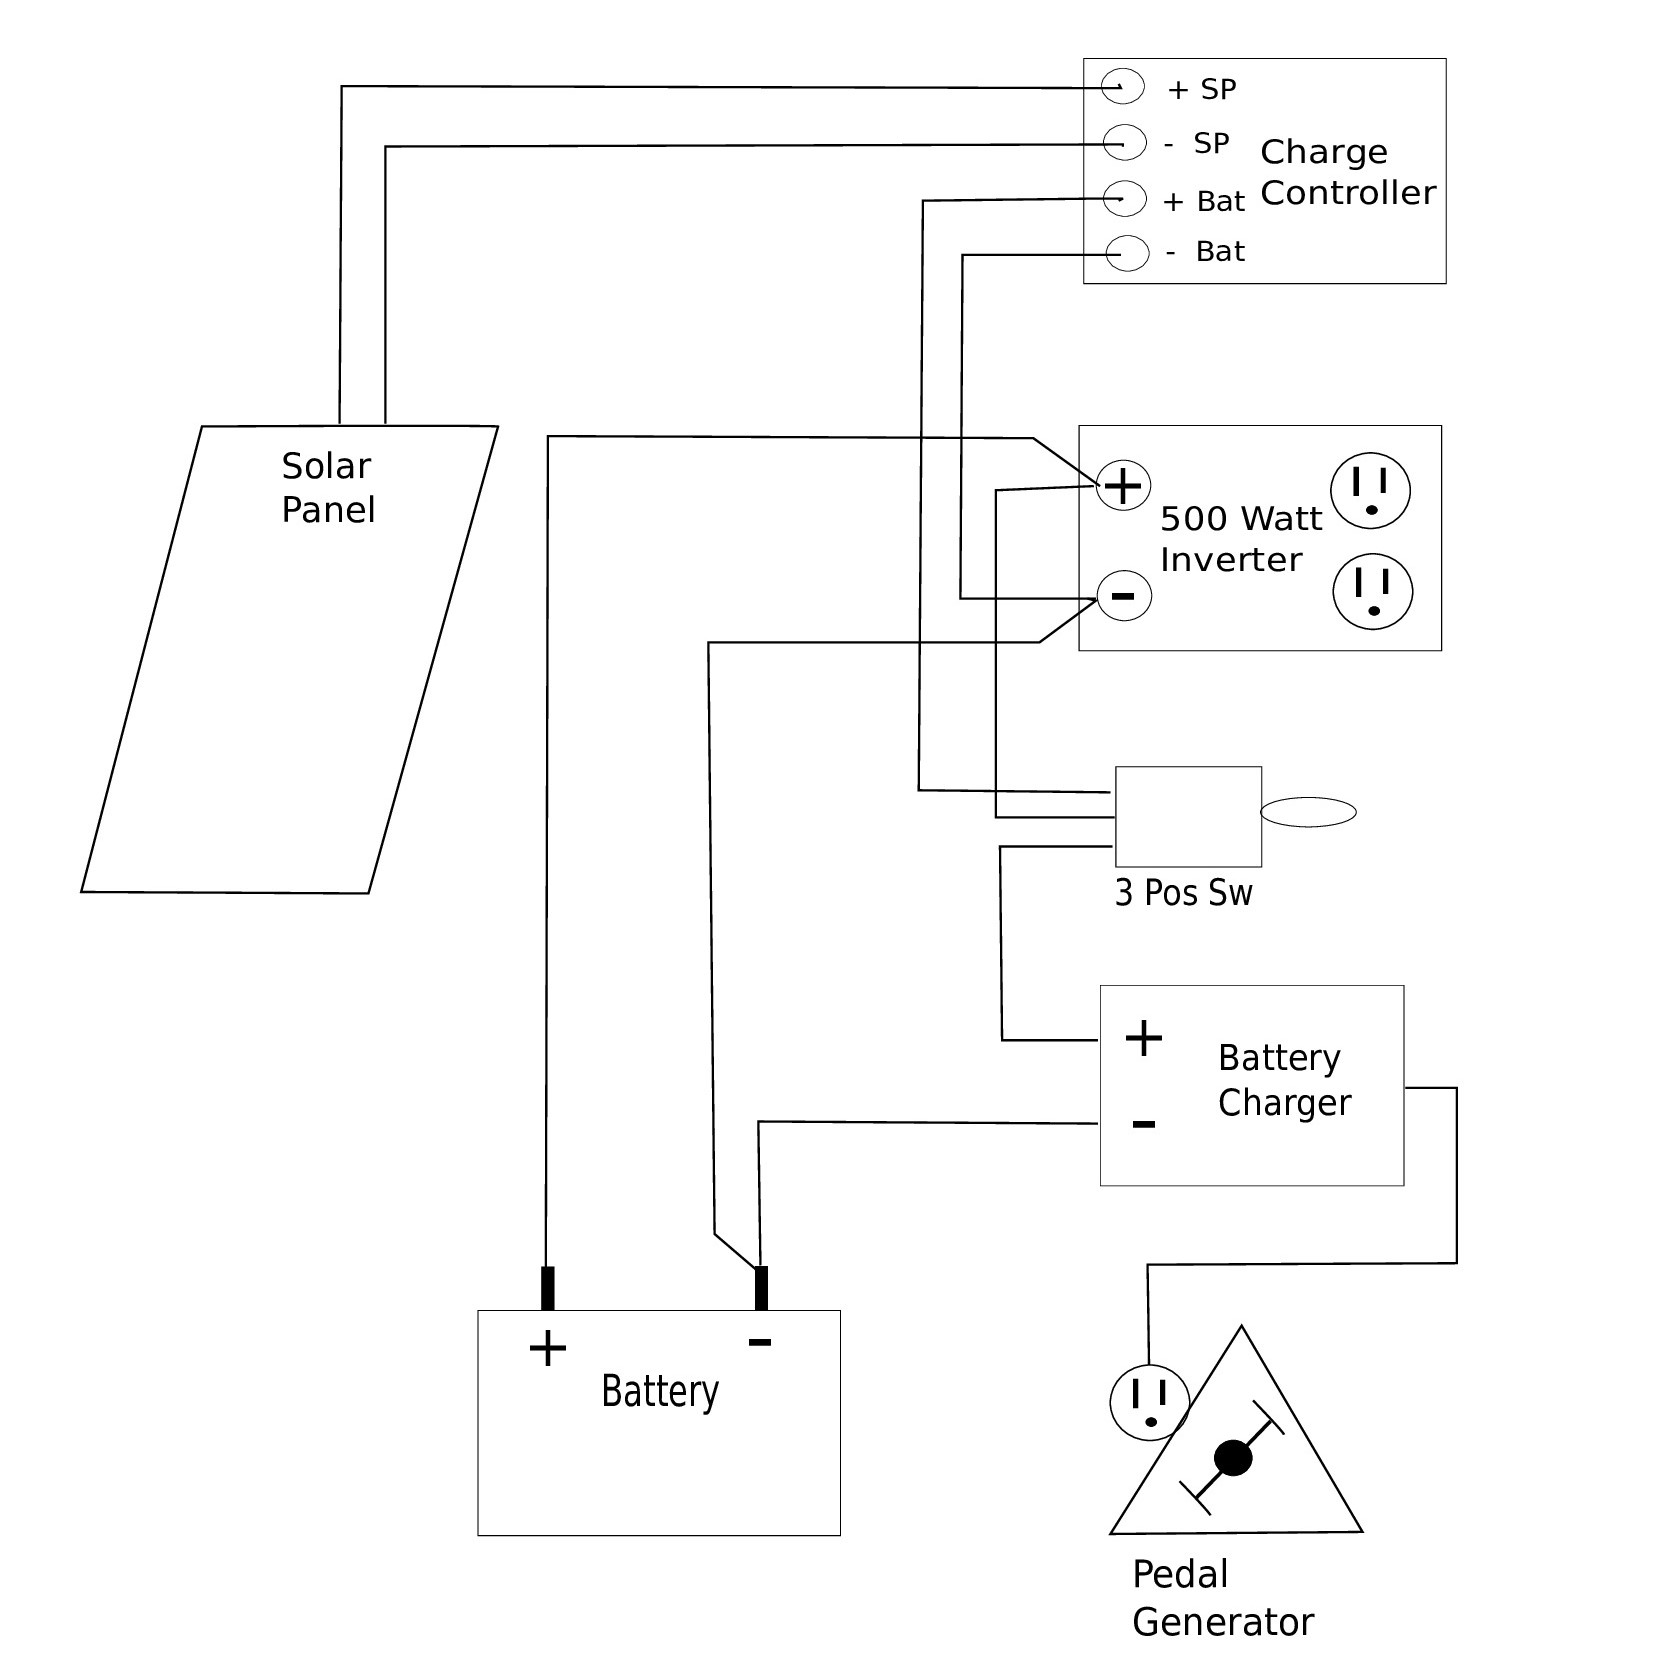 + SP
- SP
+ Bat
- Bat
Charge
Controller
Solar
Panel
+
500 Watt
Inverter
-
3 Pos Sw
+
Battery
Charger
-
+ -
Battery
Pedal
Generator